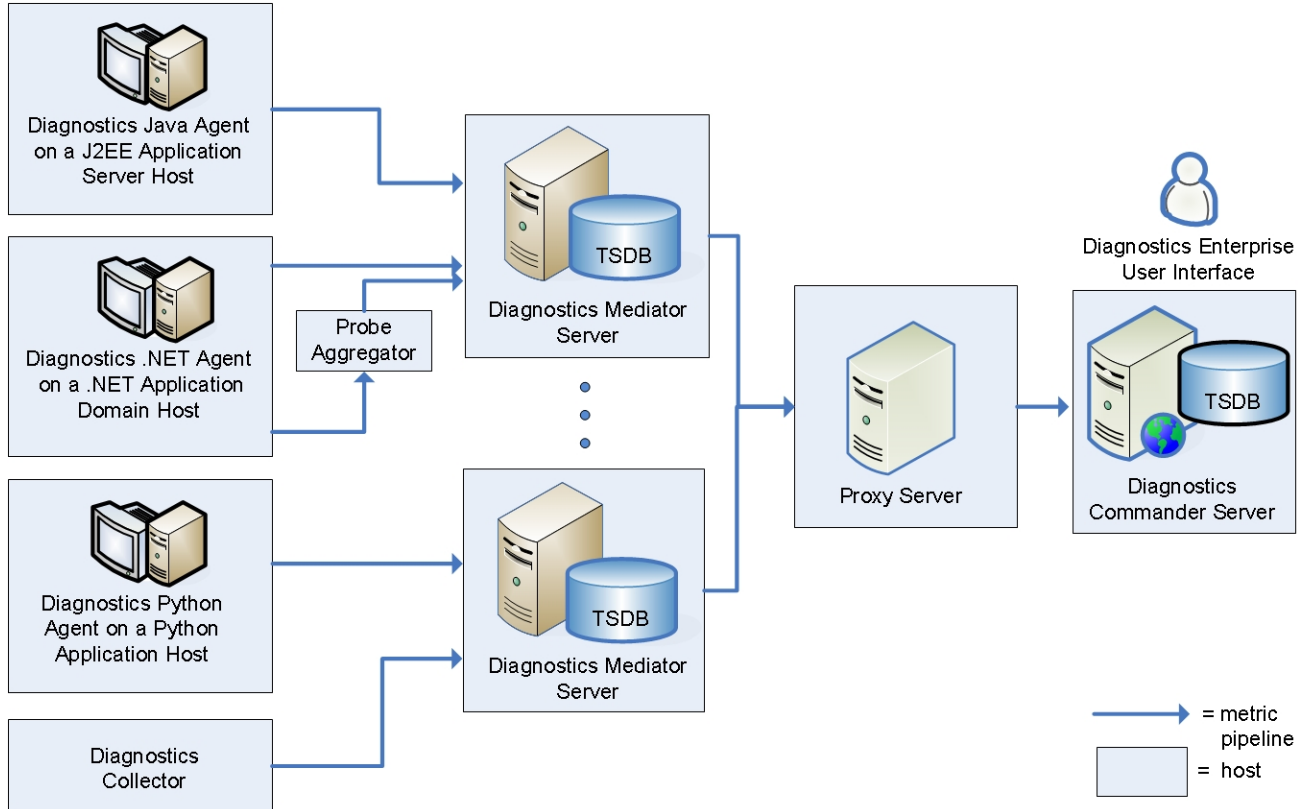 Diagnostics Java Agent
on a J2EE Application
Server Host
Diagnostics .NET Agent
on a .NET Application
Domain Host
Probe
Aggregator
Diagnostics Python
Agent on a Python
Application Host
Diagnostics
Collector
TSDB
Diagnostics Mediator
Server
TSDB
Diagnostics Mediator
Server
Proxy Server
Diagnostics Enterprise
User Interface
TSDB
Diagnostics
Commander Server
= metric
pipeline
= host